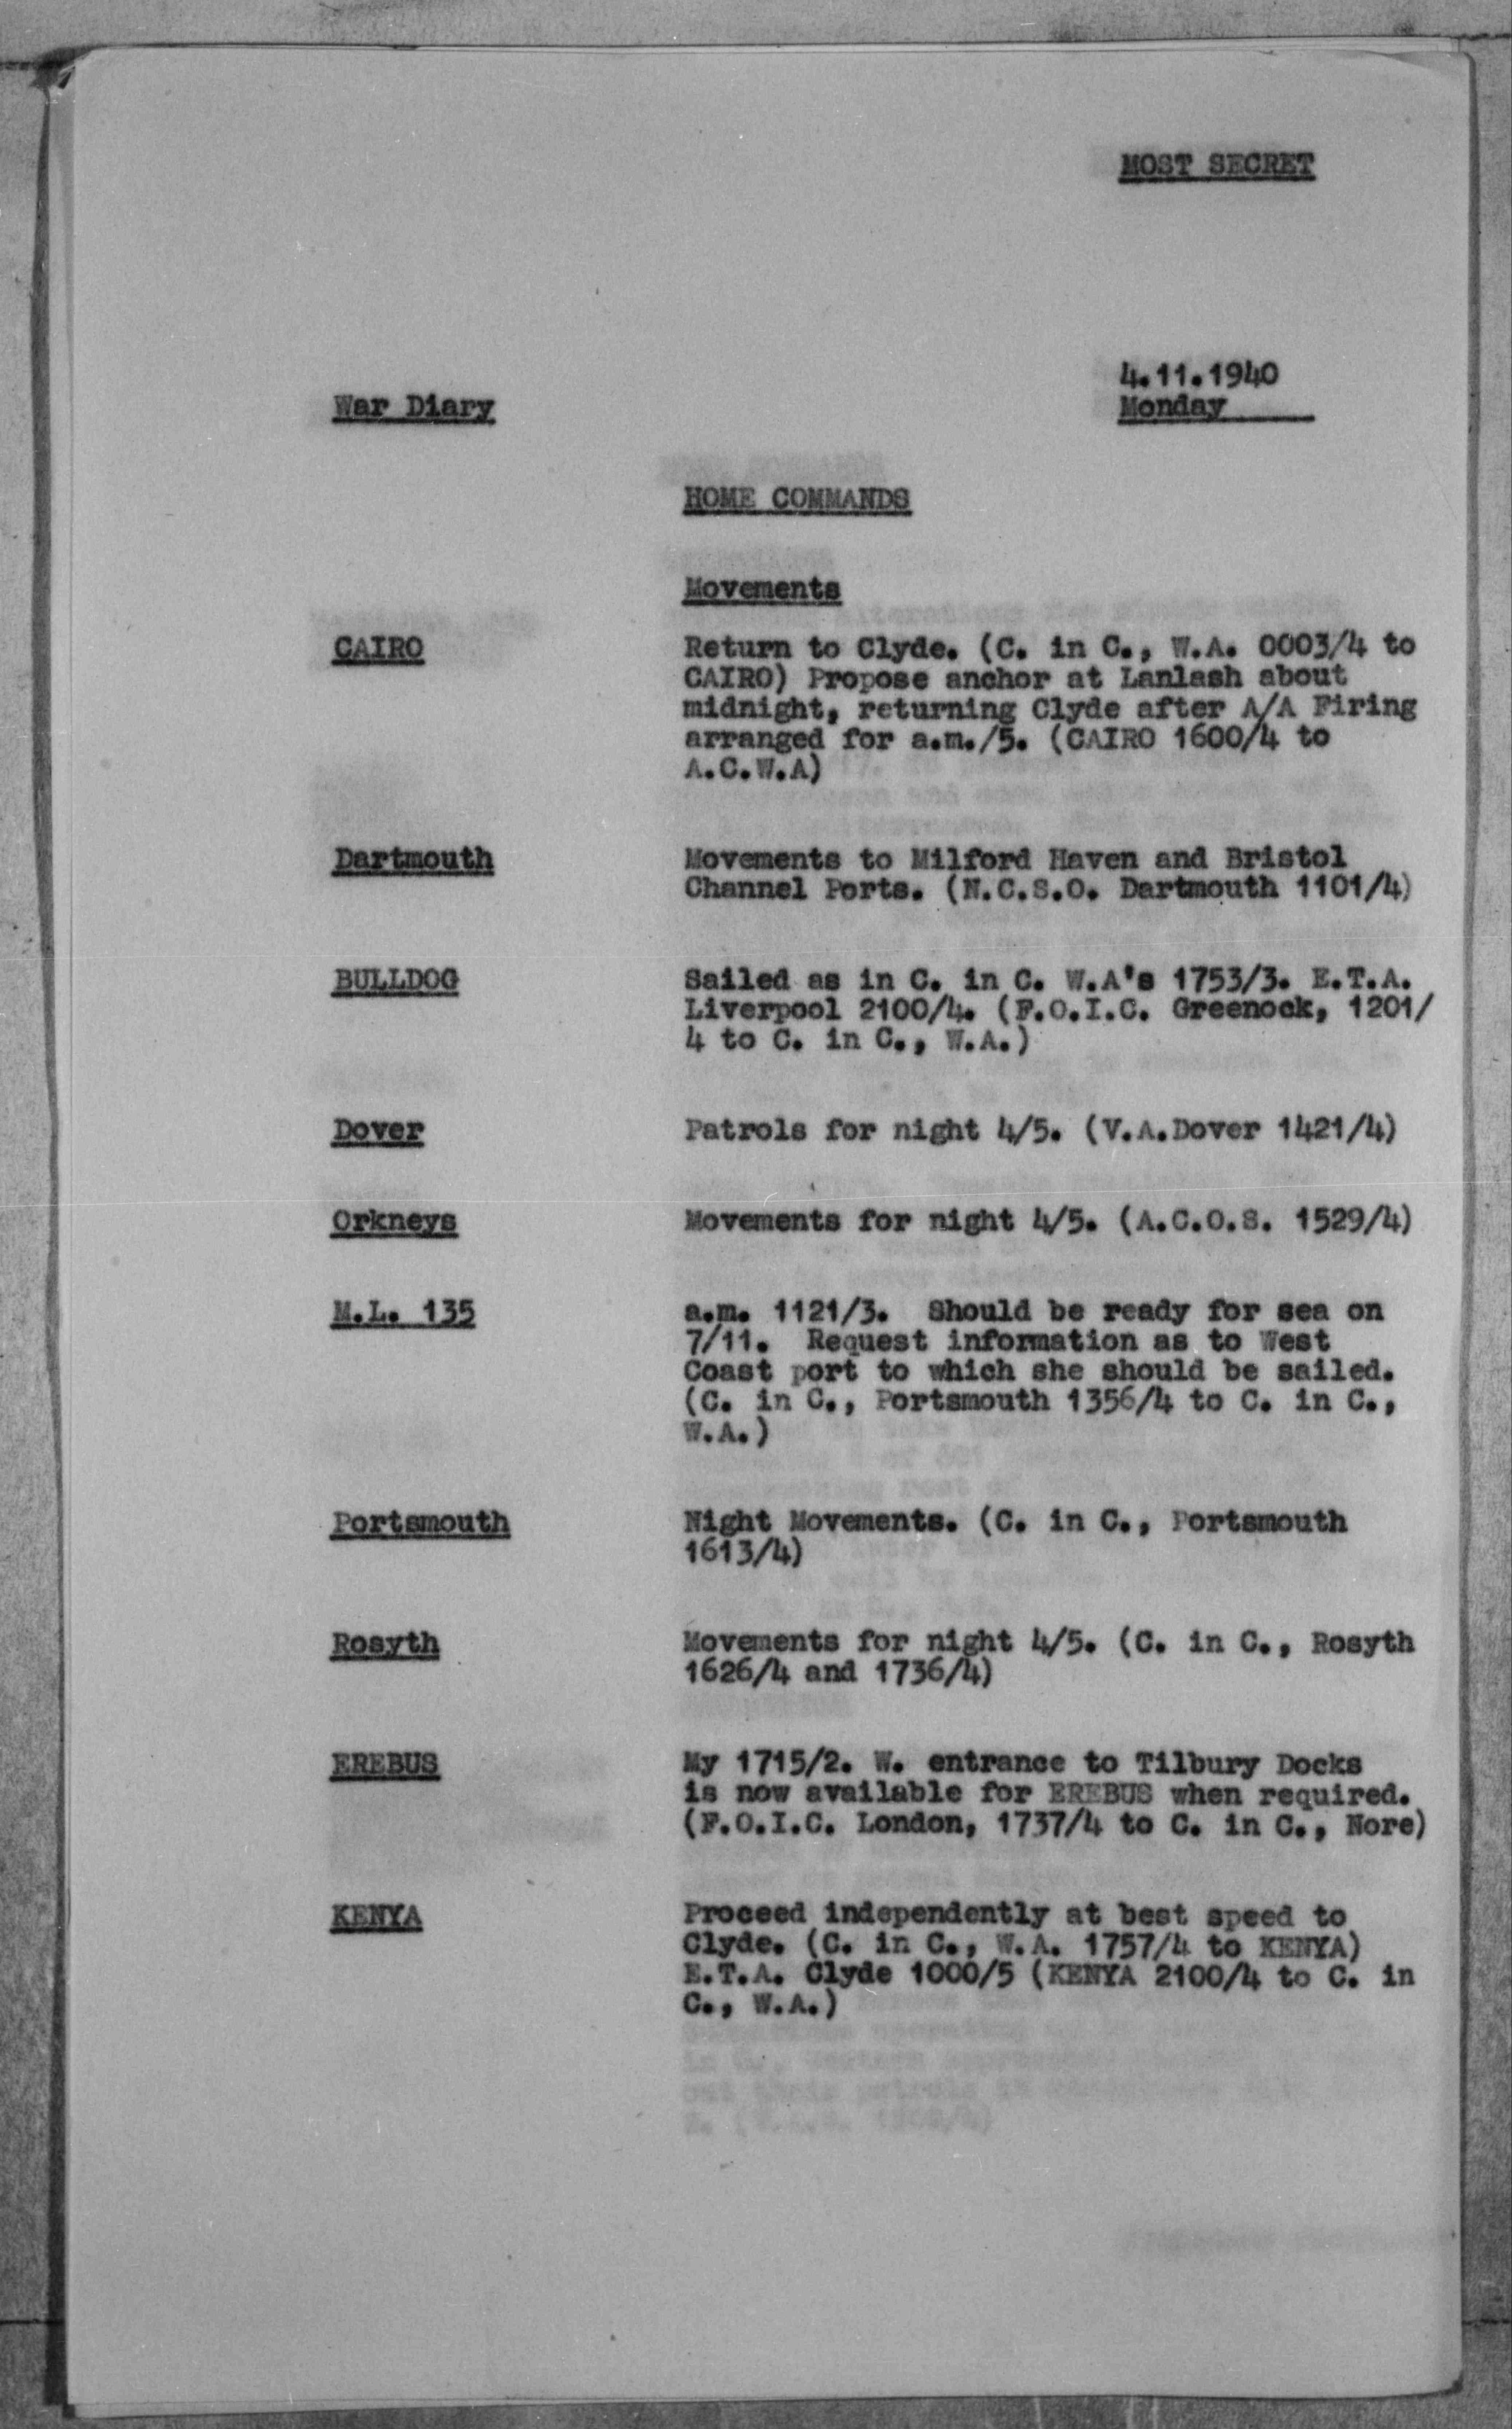 MOST SECRET
4.11.1940
War Diary Monday
HOME COMMANDS
Movements
CAIRO Return to Clyde. (C. in C., W.A. 0003/4 to
CAIRO) Propose anchor at Lanlash about
midnight, returning Clyde after A/A Firing
arranged for a.m./5. (CAIRO 1600/4 to
A.C.W.A)
Dartmouth Movements to Milford Haven and Bristol
Channel Ports. (N.C.S.O. Dartmouth 1101/4)
BULLDOG Sailed as in C. in C. W.A's 1753/3. E.T.A.
Liverpool 2100/4. (F.O.I.C. Greenock, 1201/
4 to C. in C., W.A.)
Dover Patrols for night 4/5. (V.A.Dover 1421/4)
Orkneys Movements for night 4/5. (A.C.O.S. 1529/4)
M.L. 135 a.m. 1121/3. Should be ready for sea on
7/11. Request information as to West
Coast port to which she should be sailed.
(C. in C., Portsmouth 1356/4 to C. in C.,
W.A.)
Portsmouth Night Movements. (C. in C., Portsmouth
1613/4)
Rosyth Movements for night 4/5. (C. in C., Rosyth
1626/4 and 1736/4)
EREBUS My 1715/2. W. entrance to Tilbury Docks
is now available for EREBUS when required.
(F.O.I.C. London, 1737/4 to C. in C., Nore)
KENYA Proceed independently at best speed to
Clyde. (C. in C., W.A. 1757/4 to KENYA)
E.T.A. Clyde 1000/5 (KENYA 2100/4 to C. in
C., W.A.)